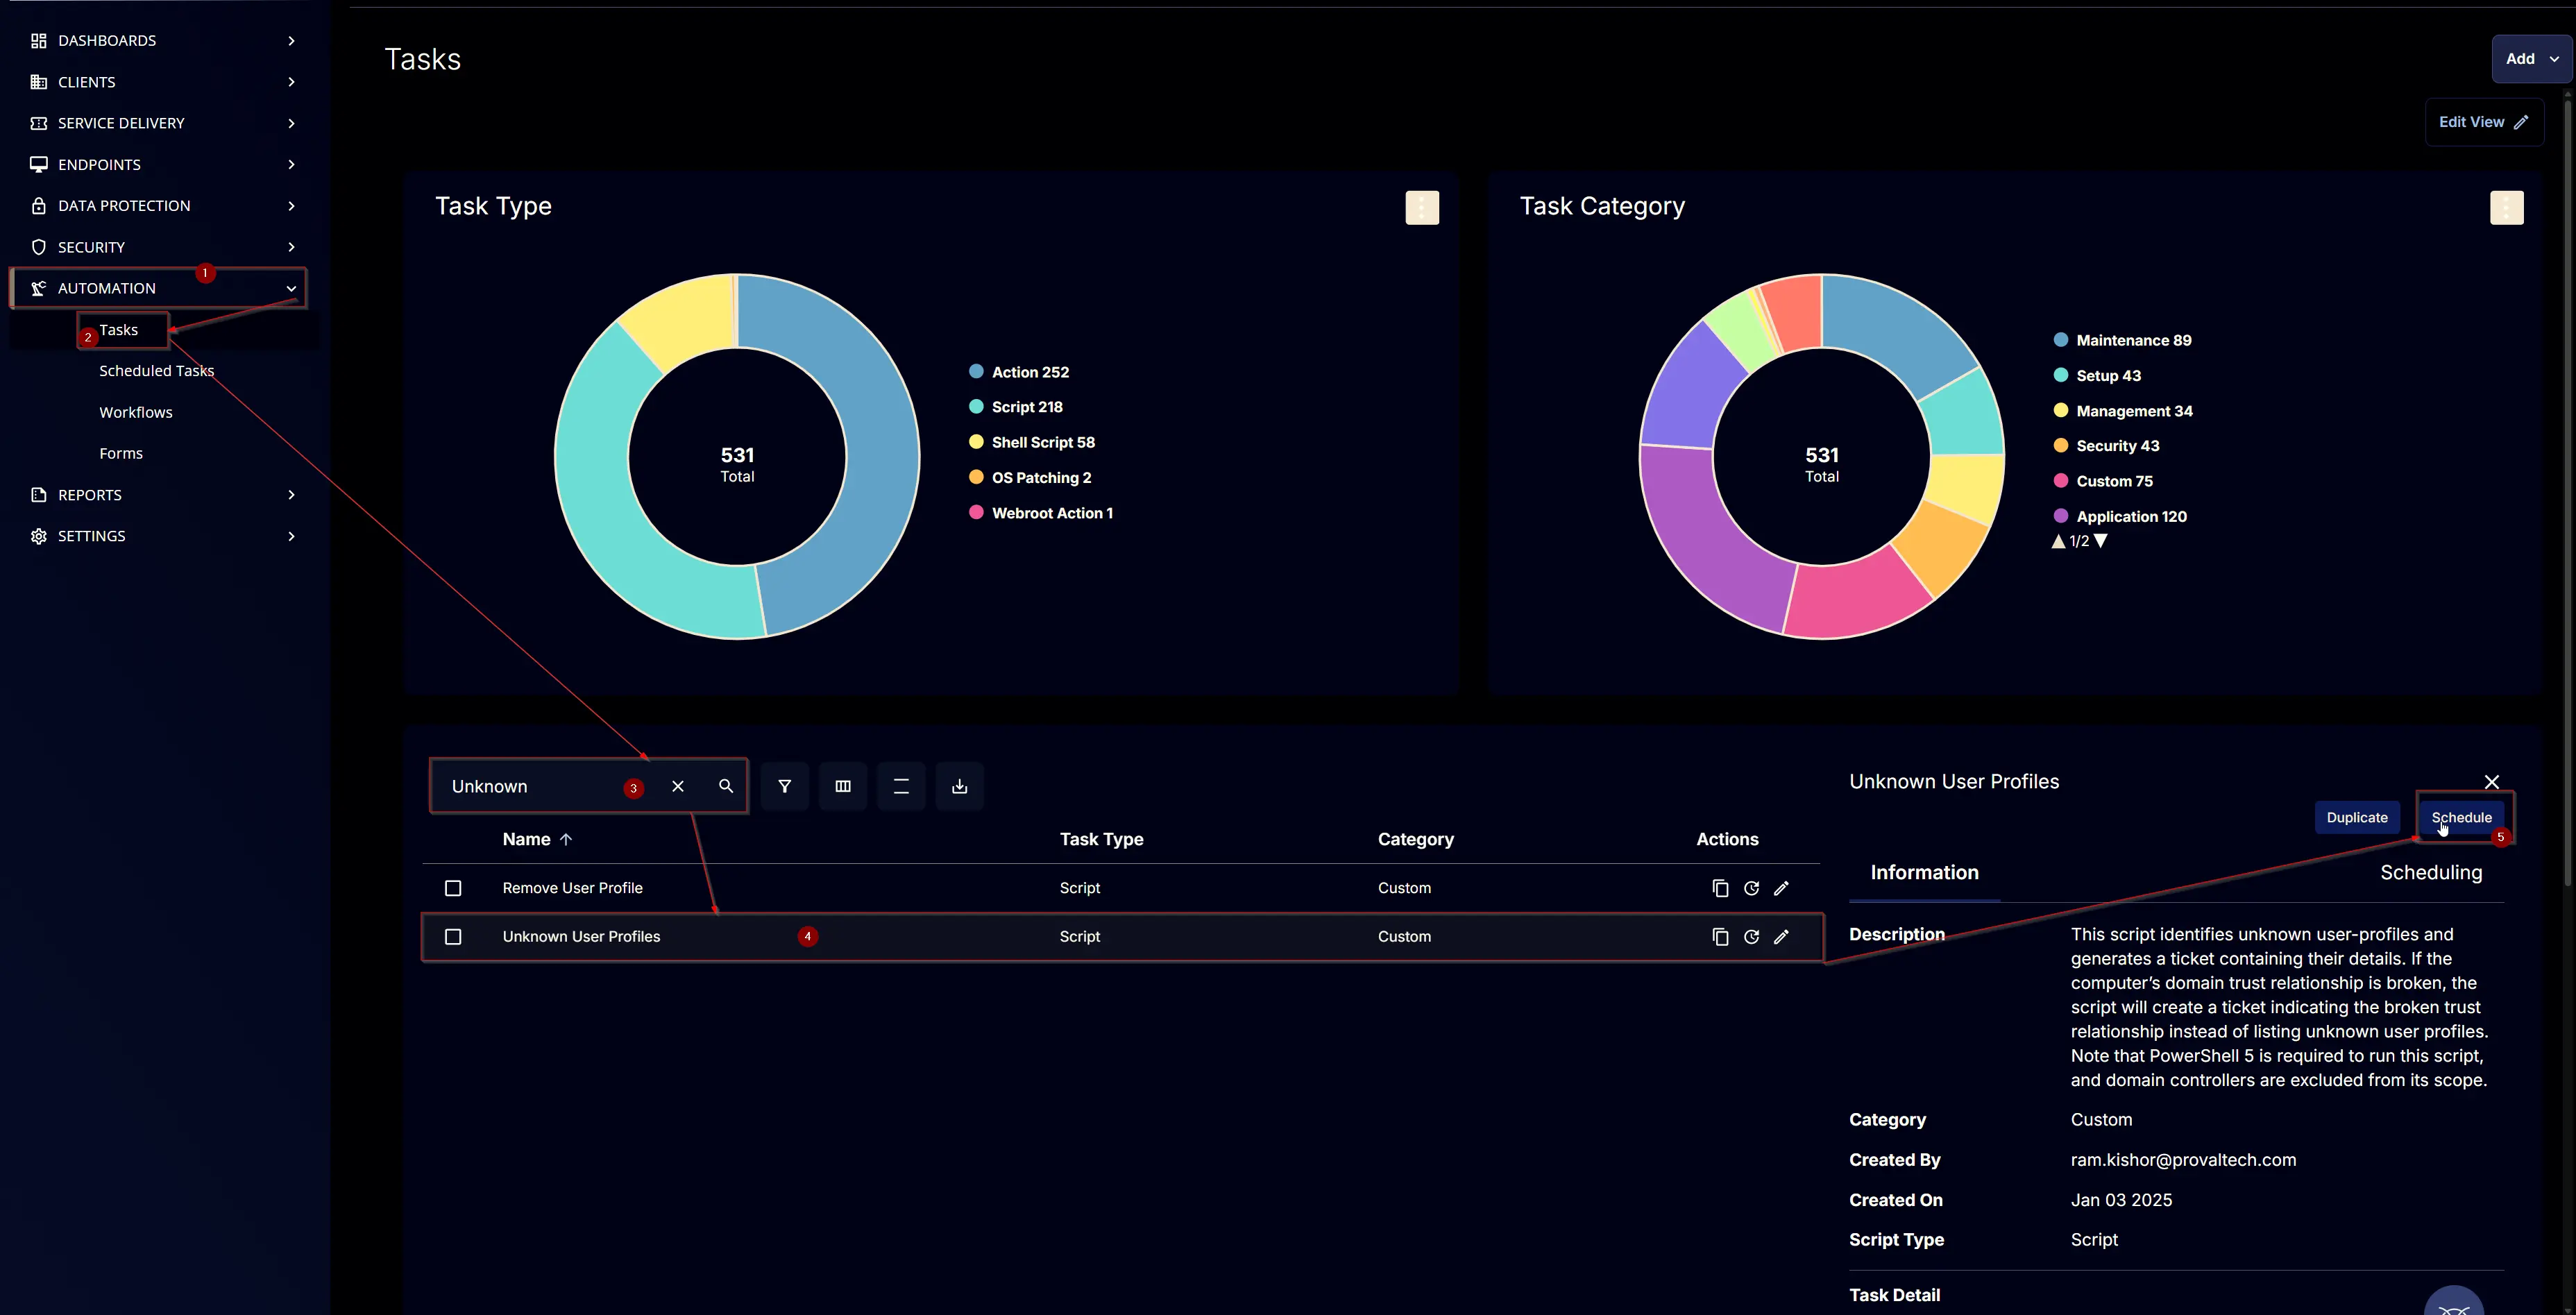 DASHBOARDS
CLIENTS
SERVICE DELIVERY
ENDPOINTS
DATA PROTECTION
SECURITY
1
AUTOMATION
2
Tasks
Scheduled Tasks
Workflows
Forms
REPORTS
SETTINGS
Tasks
Add
Edit View
Task Type
531
Total
Action 252
Script 218
Shell Script 58
OS Patching 2
Webroot Action 1
Task Category
531
Total
Maintenance 89
Setup 43
Management 34
Security 43
Custom 75
Application 120
1/2
Unknown 3
Name Task Type Category Actions
Remove User Profile Script Custom
Unknown User Profiles 4 Script Custom
Unknown User Profiles
Duplicate Schedule
5
Information Scheduling
Description This script identifies unknown user-profiles and
generates a ticket containing their details. If the
computer’s domain trust relationship is broken, the
script will create a ticket indicating the broken trust
relationship instead of listing unknown user profiles.
Note that PowerShell 5 is required to run this script,
and domain controllers are excluded from its scope.
Category Custom
Created By ram.kishor@provaltech.com
Created On Jan 03 2025
Script Type Script
Task Detail